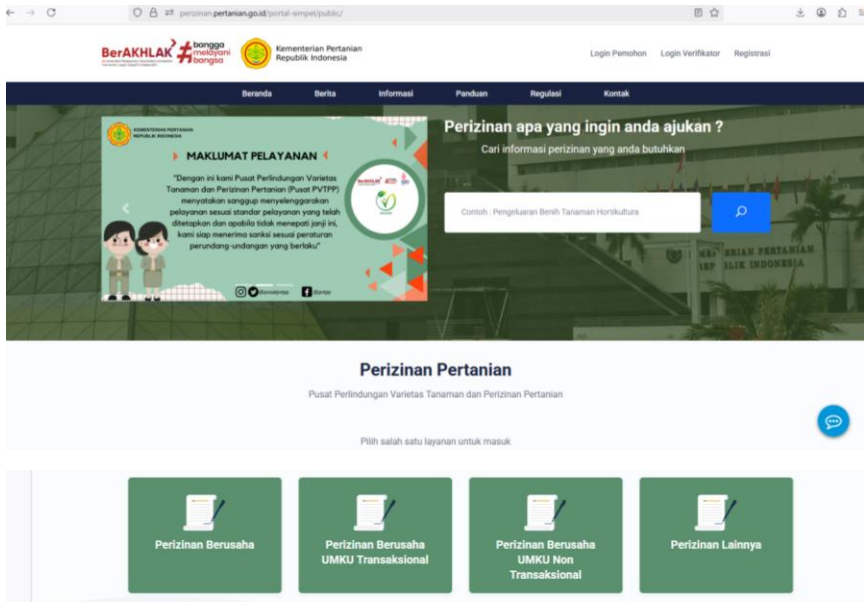 perizinan.pertanian.go.id/portal-simpel/public/
BerAKHLAK
#bangga
melayani
bangsa
Kementerian Pertanian
Republik Indonesia
Login Pemohon Login Verifikator Registrasi
Beranda Berita Informasi Panduan Regulasi Kontak
KEMENTERIAN PERTANIAN
REPUBLIK INDONESIA
MAKLUMAT PELAYANAN
"Dengan ini kami Pusat Perlindungan Varietas
Tanaman dan Perizinan Pertanian (Pusat PVTPP)
menyatakan sanggup menyelenggarakan
pelayanan sesuai standar pelayanan yang telah
ditetapkan dan apabila tidak menepati janji ini,
kami siap menerima sanksi sesuai peraturan
perundang-undangan yang berlaku"
Perizinan apa yang ingin anda ajukan ?
Cari informasi perizinan yang anda butuhkan
Contoh : Pengeluaran Benih Tanaman Hortikultura
Perizinan Pertanian
Pusat Perlindungan Varietas Tanaman dan Perizinan Pertanian
Pilih salah satu layanan untuk masuk
Perizinan Berusaha
Perizinan Berusaha
UMKU Transaksional
Perizinan Berusaha
UMKU Non
Transaksional
Perizinan Lainnya